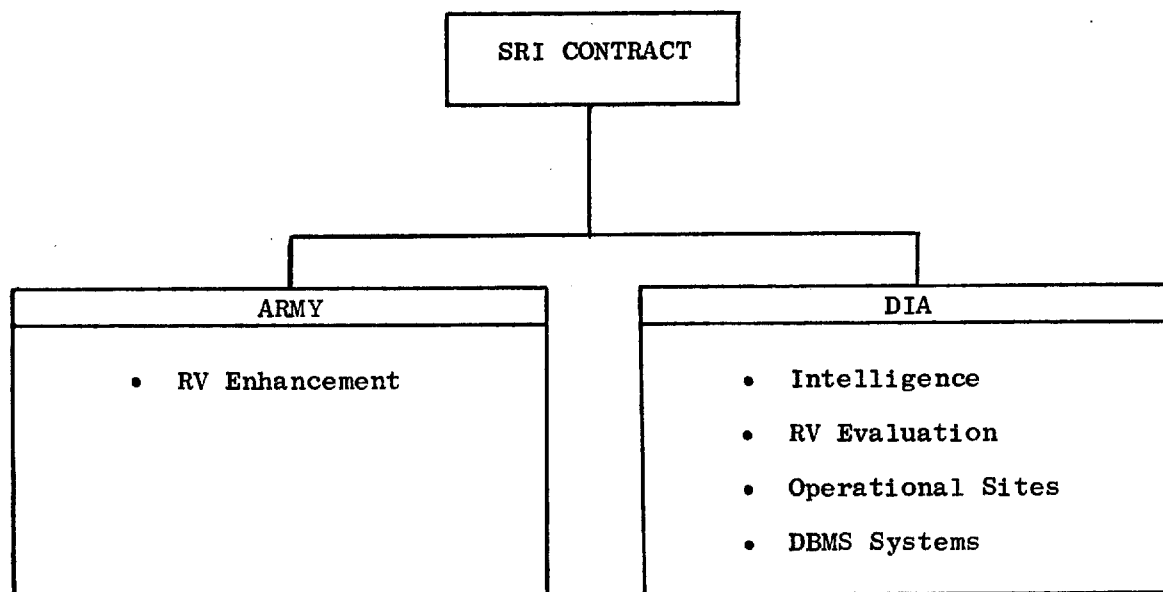 SRI CONTRACT
ARMY
• RV Enhancement
DIA
• Intelligence
• RV Evaluation
• Operational Sites
• DBMS Systems